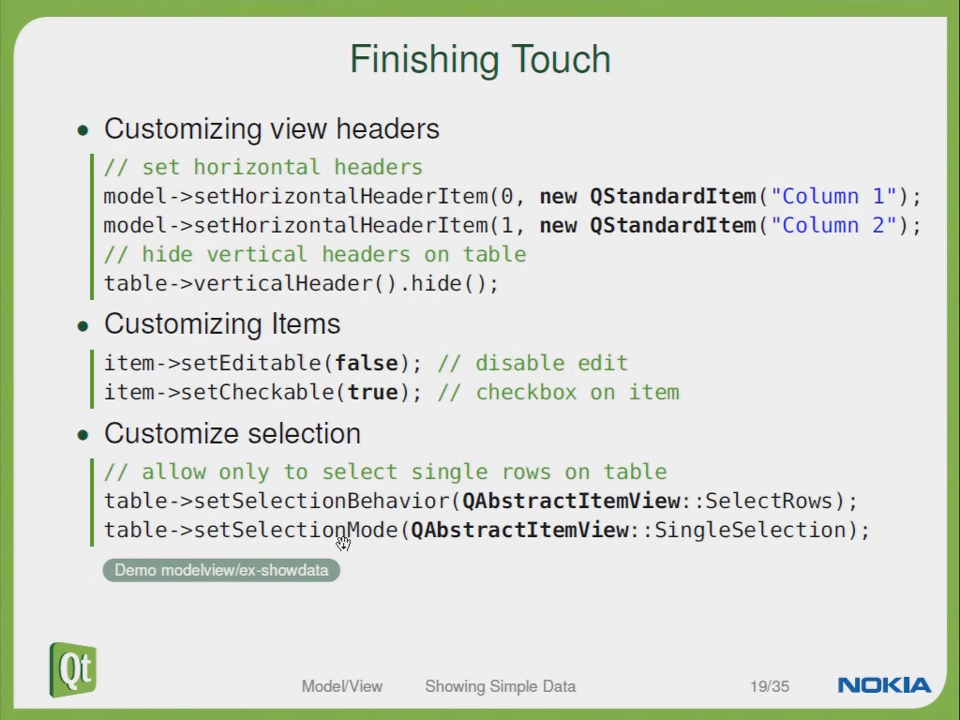 Finishing Touch
• Customizing view headers
// set horizontal headers
model->setHorizontalHeaderItem(0, new QStandardItem("Column 1");
model->setHorizontalHeaderItem(1, new QStandardItem("Column 2");
// hide vertical headers on table
table->verticalHeader().hide();
• Customizing Items
item->setEditable(false); // disable edit
item->setCheckable(true); // checkbox on item
• Customize selection
// allow only to select single rows on table
table->setSelectionBehavior(QAbstractItemView::SelectRows);
table->setSelectionMode(QAbstractItemView::SingleSelection);
Demo modelview/ex-showdata
Qt
Model/View Showing Simple Data 19/35 NOKIA